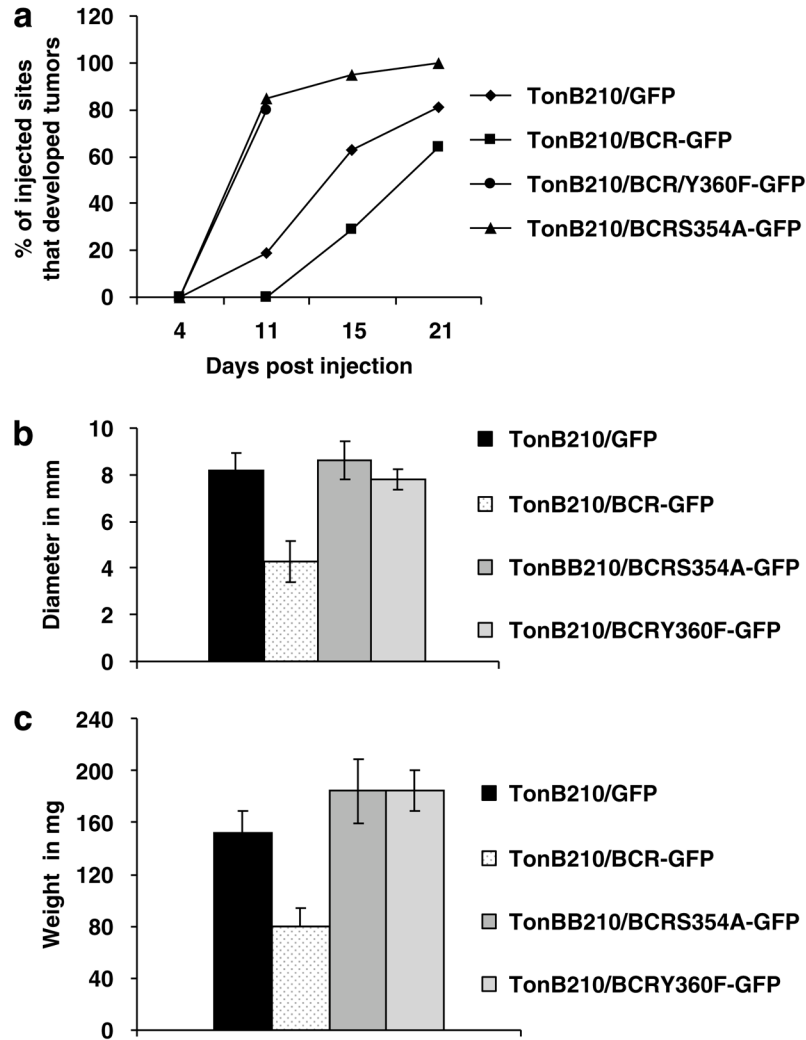 a
120
100
80
60
40
20
0
% of injected sites
that developed tumors
4 11 15 21
Days post injection
TonB210/GFP
TonB210/BCR-GFP
TonB210/BCR/Y360F-GFP
TonB210/BCRS354A-GFP
b
10
8
6
4
2
0
Diameter in mm
TonB210/GFP
TonB210/BCR-GFP
TonBB210/BCRS354A-GFP
TonB210/BCRY360F-GFP
c
240
200
160
120
80
40
0
Weight in mg
TonB210/GFP
TonB210/BCR-GFP
TonBB210/BCRS354A-GFP
TonB210/BCRY360F-GFP